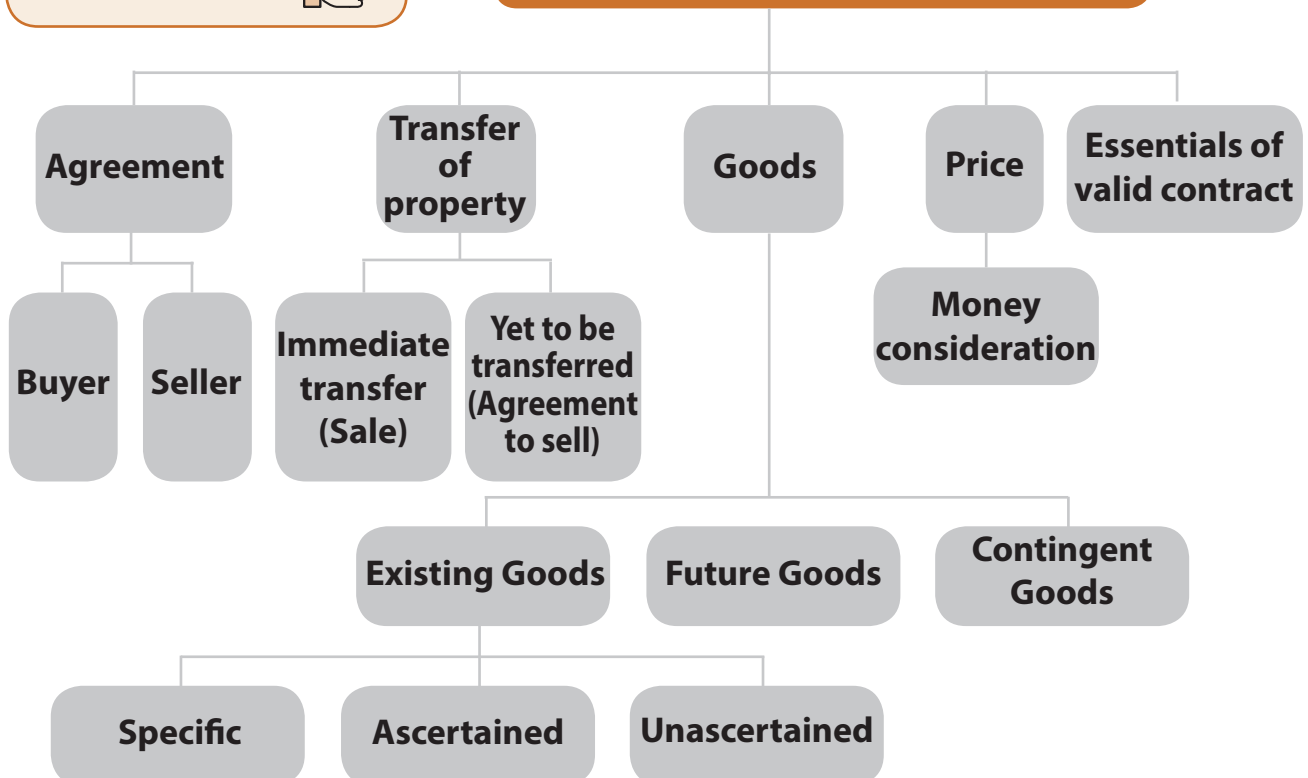 Agreement
Transfer
of
property
Goods
Price
Essentials of
valid contract
Buyer
Seller
Immediate
transfer
(Sale)
Yet to be
transferred
(Agreement
to sell)
Money
consideration
Existing Goods
Future Goods
Contingent
Goods
Specific
Ascertained
Unascertained